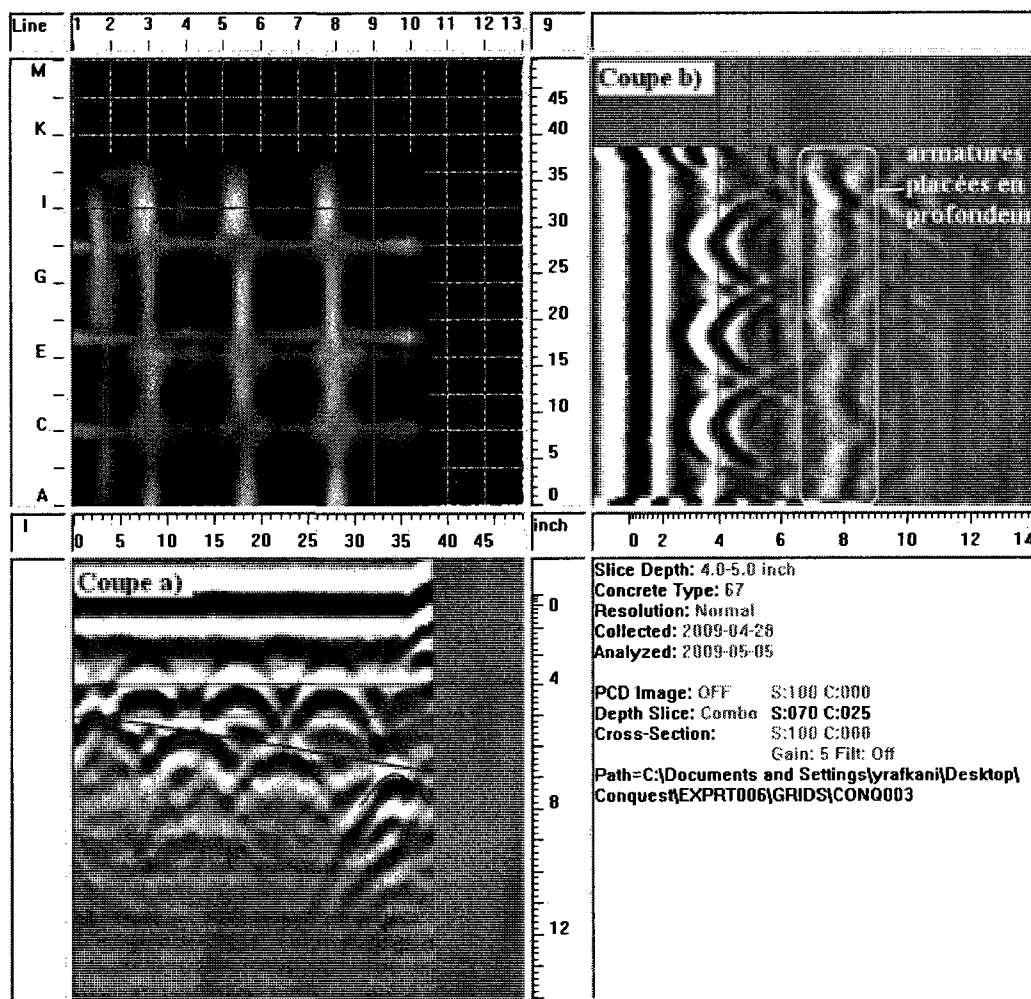 Line 1 2 3 4 5 6 7 8 9 10 11 12 13 9
M
K
I
G
E
C
A
45
40
35
30
25
20
15
10
5
0
Coupe b)
armatures
placées en
profondeur
I 0 5 10 15 20 25 30 35 40 45 inch 0 2 4 6 8 10 12 14
Coupe a)
0
4
8
12
Slice Depth: 4.0-5.0 inch
Concrete Type: 67
Resolution: Normal
Collected: 2009-04-28
Analyzed: 2009-05-05
PCD Image: OFF S:100 C:000
Depth Slice: Combo S:070 C:025
Cross-Section: S:100 C:000
Gain: 5 Filt: Off
Path=C:\Documents and Settings\yrafkani\Desktop\
Conquest\EXPRT006\GRIDS\CONQ003